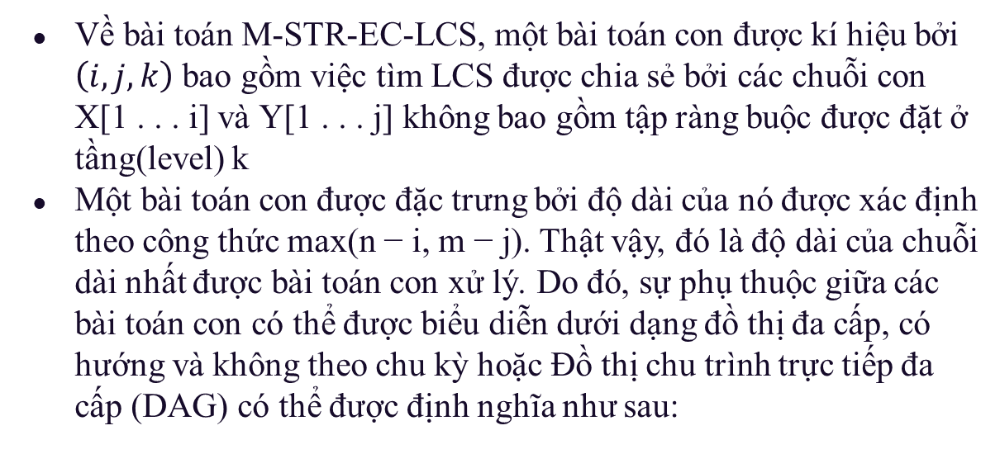 • Về bài toán M-STR-EC-LCS, một bài toán con được kí hiệu bởi
(i, j, k) bao gồm việc tìm LCS được chia sẻ bởi các chuỗi con
X[1 . . . i] và Y[1 . . . j] không bao gồm tập ràng buộc được đặt ở
tầng(level) k
• Một bài toán con được đặc trưng bởi độ dài của nó được xác định
theo công thức max(n − i, m − j). Thật vậy, đó là độ dài của chuỗi
dài nhất được bài toán con xử lý. Do đó, sự phụ thuộc giữa các
bài toán con có thể được biểu diễn dưới dạng đồ thị đa cấp, có
hướng và không theo chu kỳ hoặc Đồ thị chu trình trực tiếp đa
cấp (DAG) có thể được định nghĩa như sau: